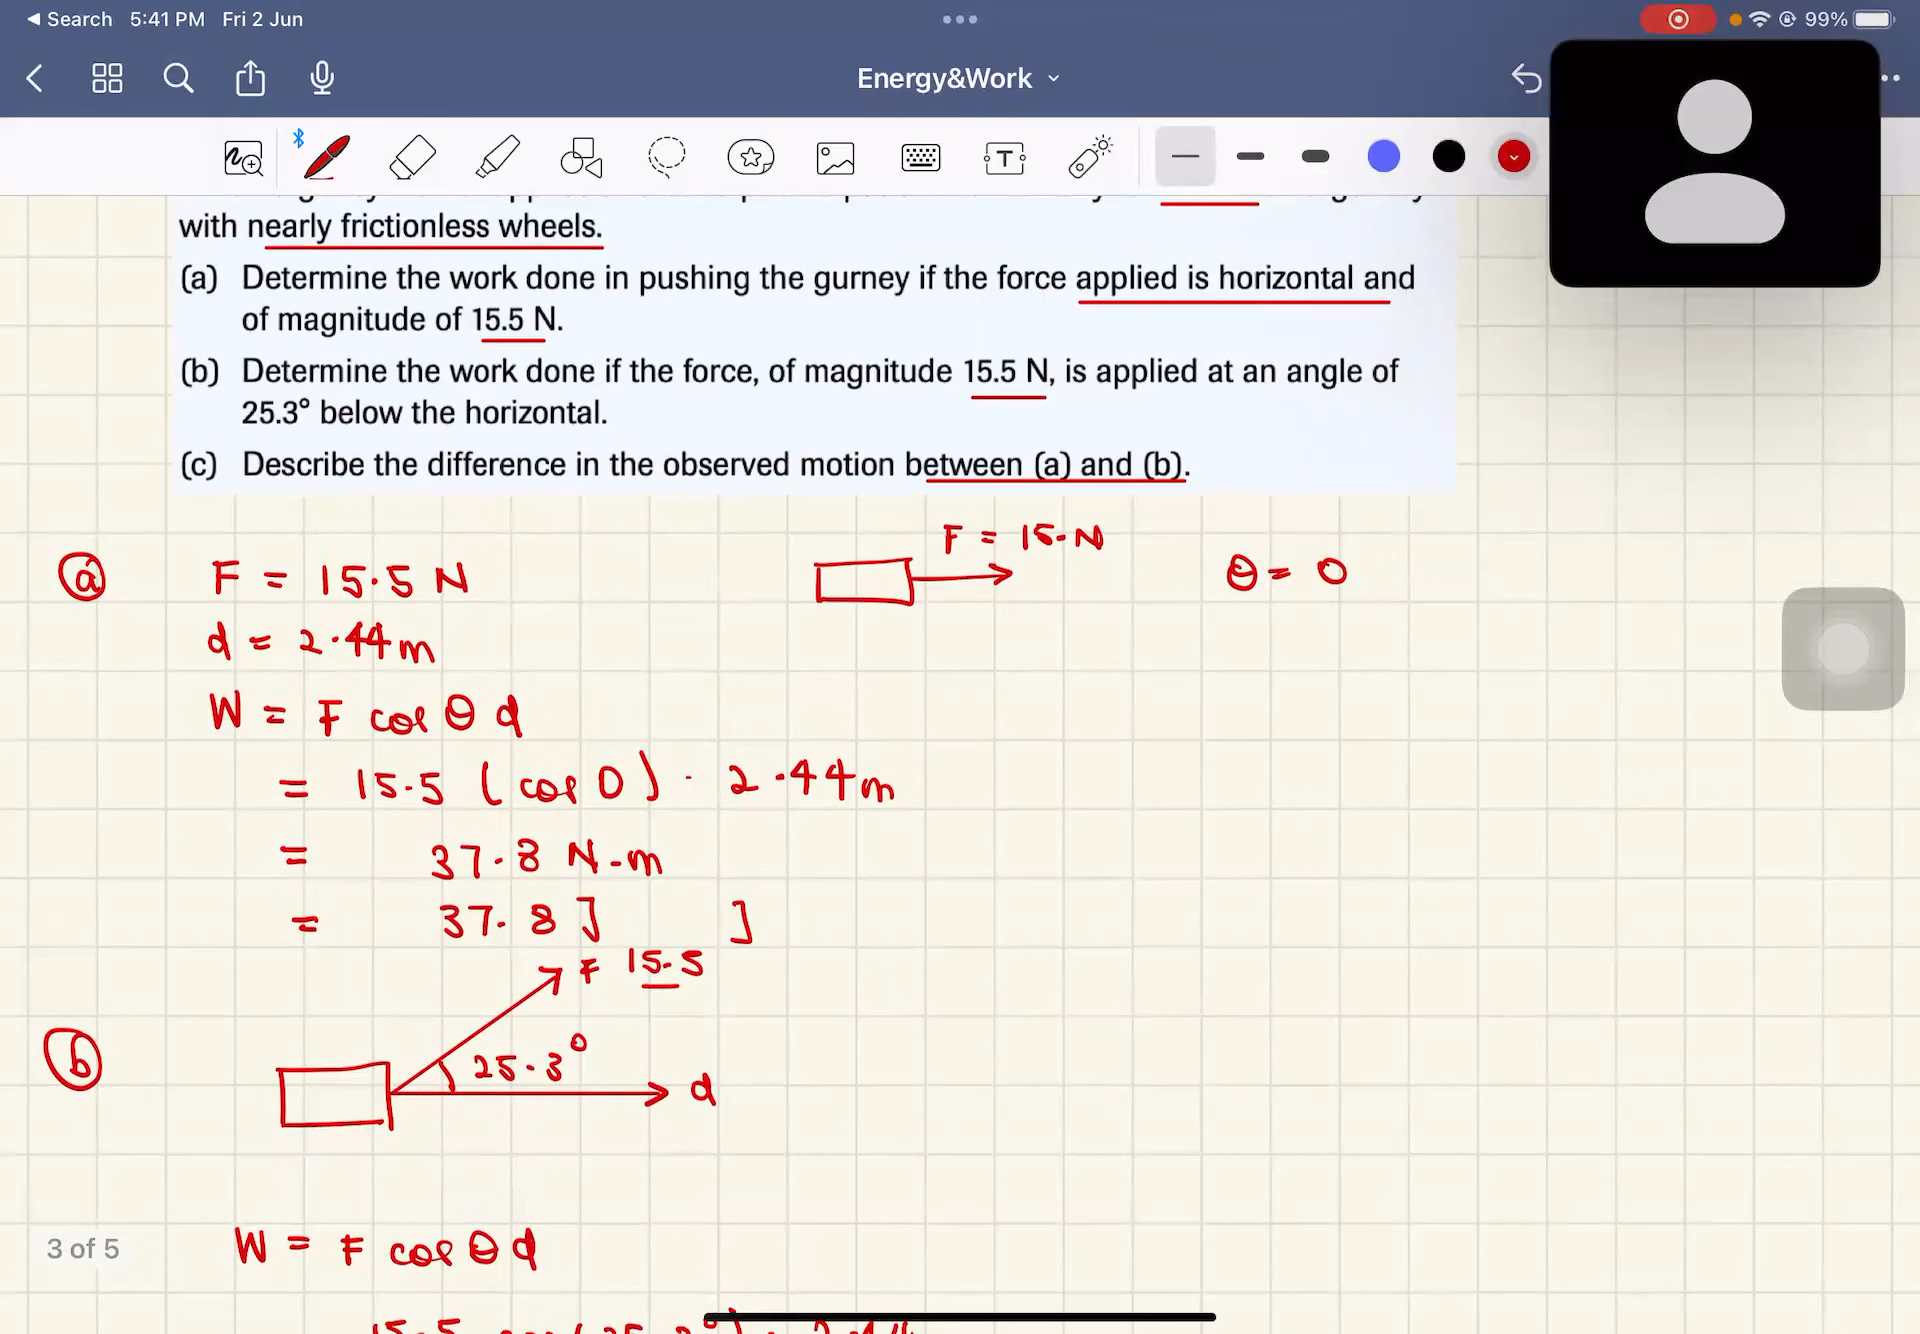 Search 5:41 PM Fri 2 Jun
99%
Energy&Work
T
with nearly frictionless wheels.
(a) Determine the work done in pushing the gurney if the force applied is horizontal and
of magnitude of 15.5 N.
(b) Determine the work done if the force, of magnitude 15.5 N, is applied at an angle of
25.3° below the horizontal.
(c) Describe the difference in the observed motion between (a) and (b).
F = 15.N
a F = 15.5 N
θ = 0
d = 2.44m
W = F cos θ d
= 15.5 (cos 0) . 2.44m
= 37.8 N-m
= 37.8 J J
F 15.5
b 25.3°
d
3 of 5
W = F cos θ d